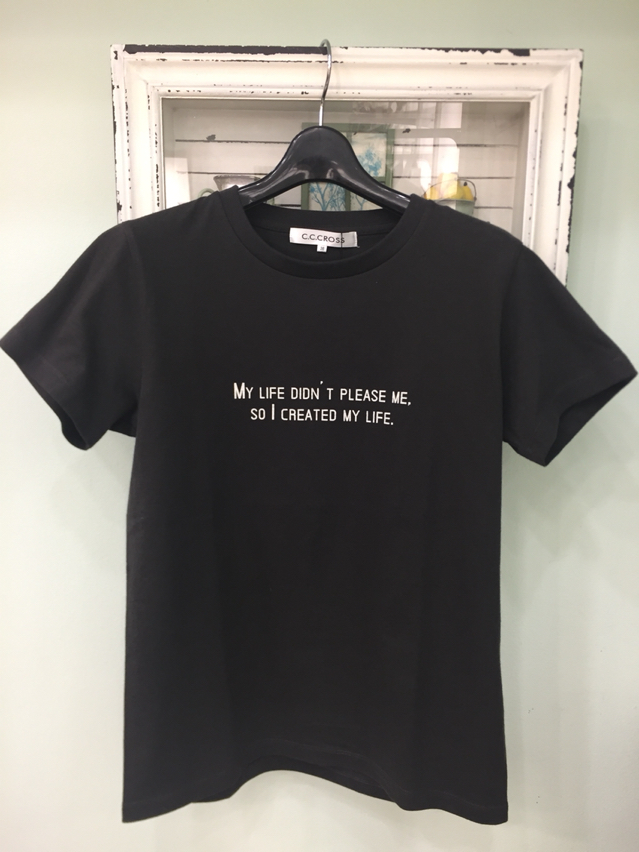 C.C.CROSS
MY LIFE DIDN'T PLEASE ME,
SO I CREATED MY LIFE.